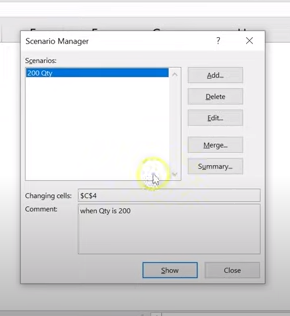 Scenario Manager
?
Scenarios:
200 Qty
Add...
Delete
Edit...
Merge...
Summary...
Changing cells:
$C$4
Comment:
when Qty is 200
Show
Close